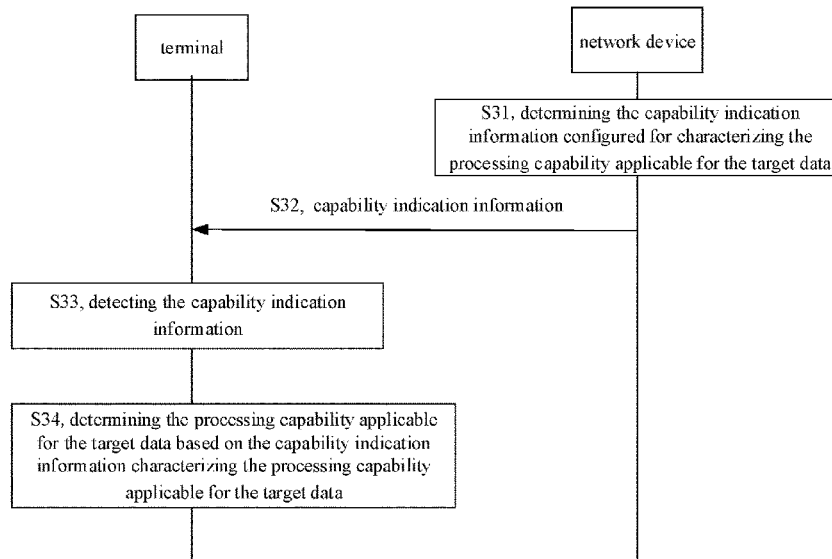 terminal
network device
S31, determining the capability indication
information configured for characterizing the
processing capability applicable for the target data
S32, capability indication information
S33, detecting the capability indication
information
S34, determining the processing capability applicable
for the target data based on the capability indication
information characterizing the processing capability
applicable for the target data